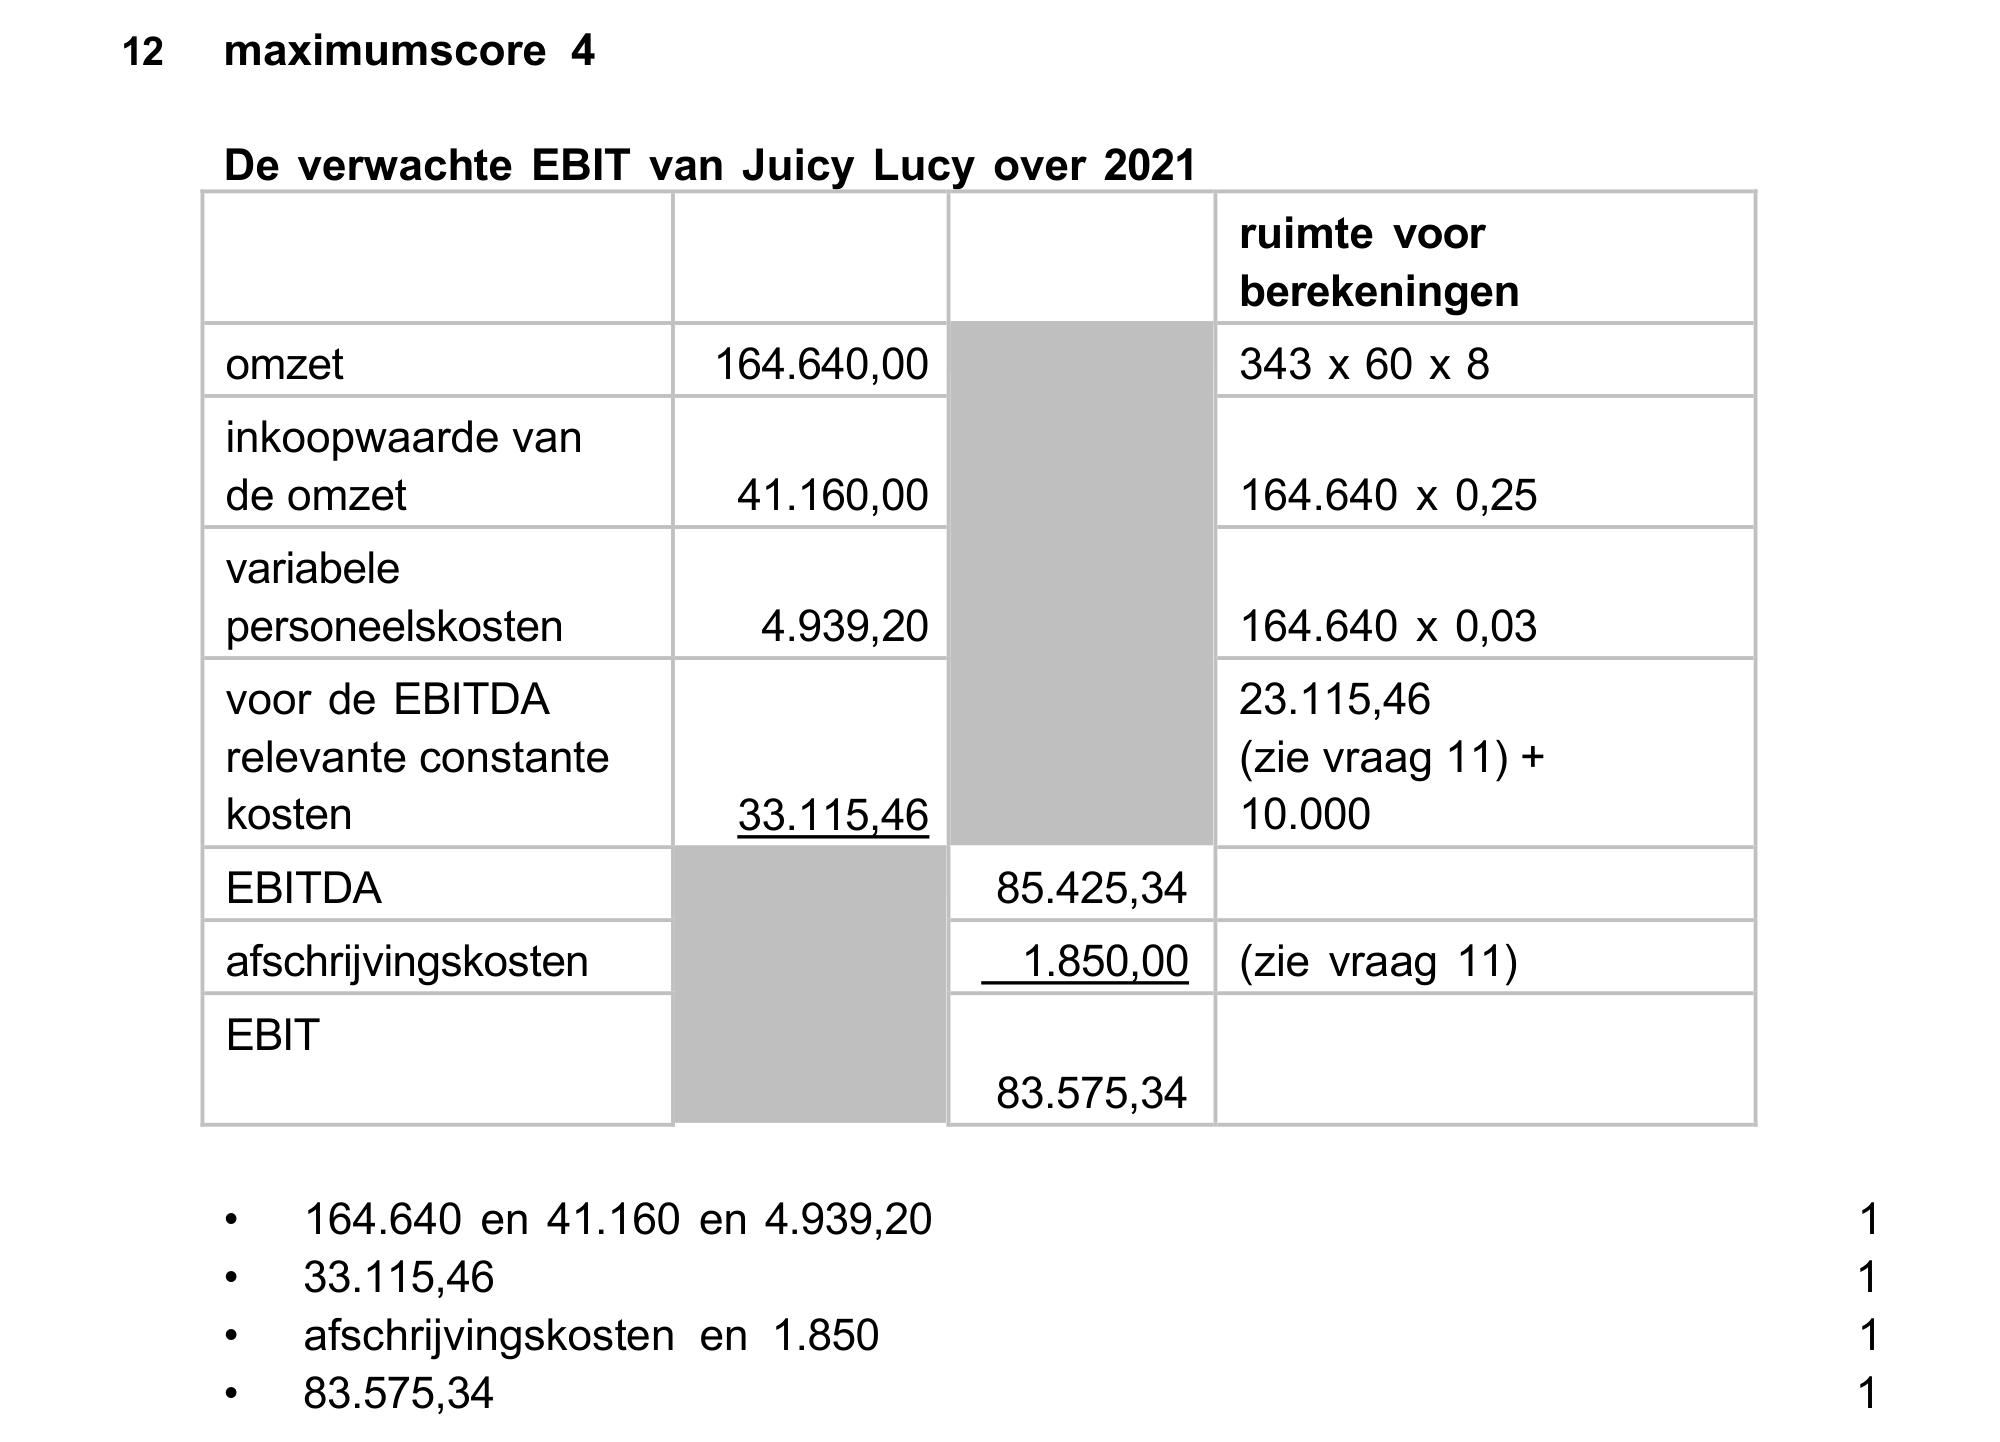 12 maximumscore 4
De verwachte EBIT van Juicy Lucy over 2021
ruimte voor
berekeningen
omzet 164.640,00 343 x 60 x 8
inkoopwaarde van
de omzet 41.160,00 164.640 x 0,25
variabele
personeelskosten 4.939,20 164.640 x 0,03
voor de EBITDA 23.115,46
relevante constante (zie vraag 11) +
kosten 33.115,46 10.000
EBITDA 85.425,34
afschrijvingskosten 1.850,00 (zie vraag 11)
EBIT
83.575,34
• 164.640 en 41.160 en 4.939,20 1
• 33.115,46 1
• afschrijvingskosten en 1.850 1
• 83.575,34 1